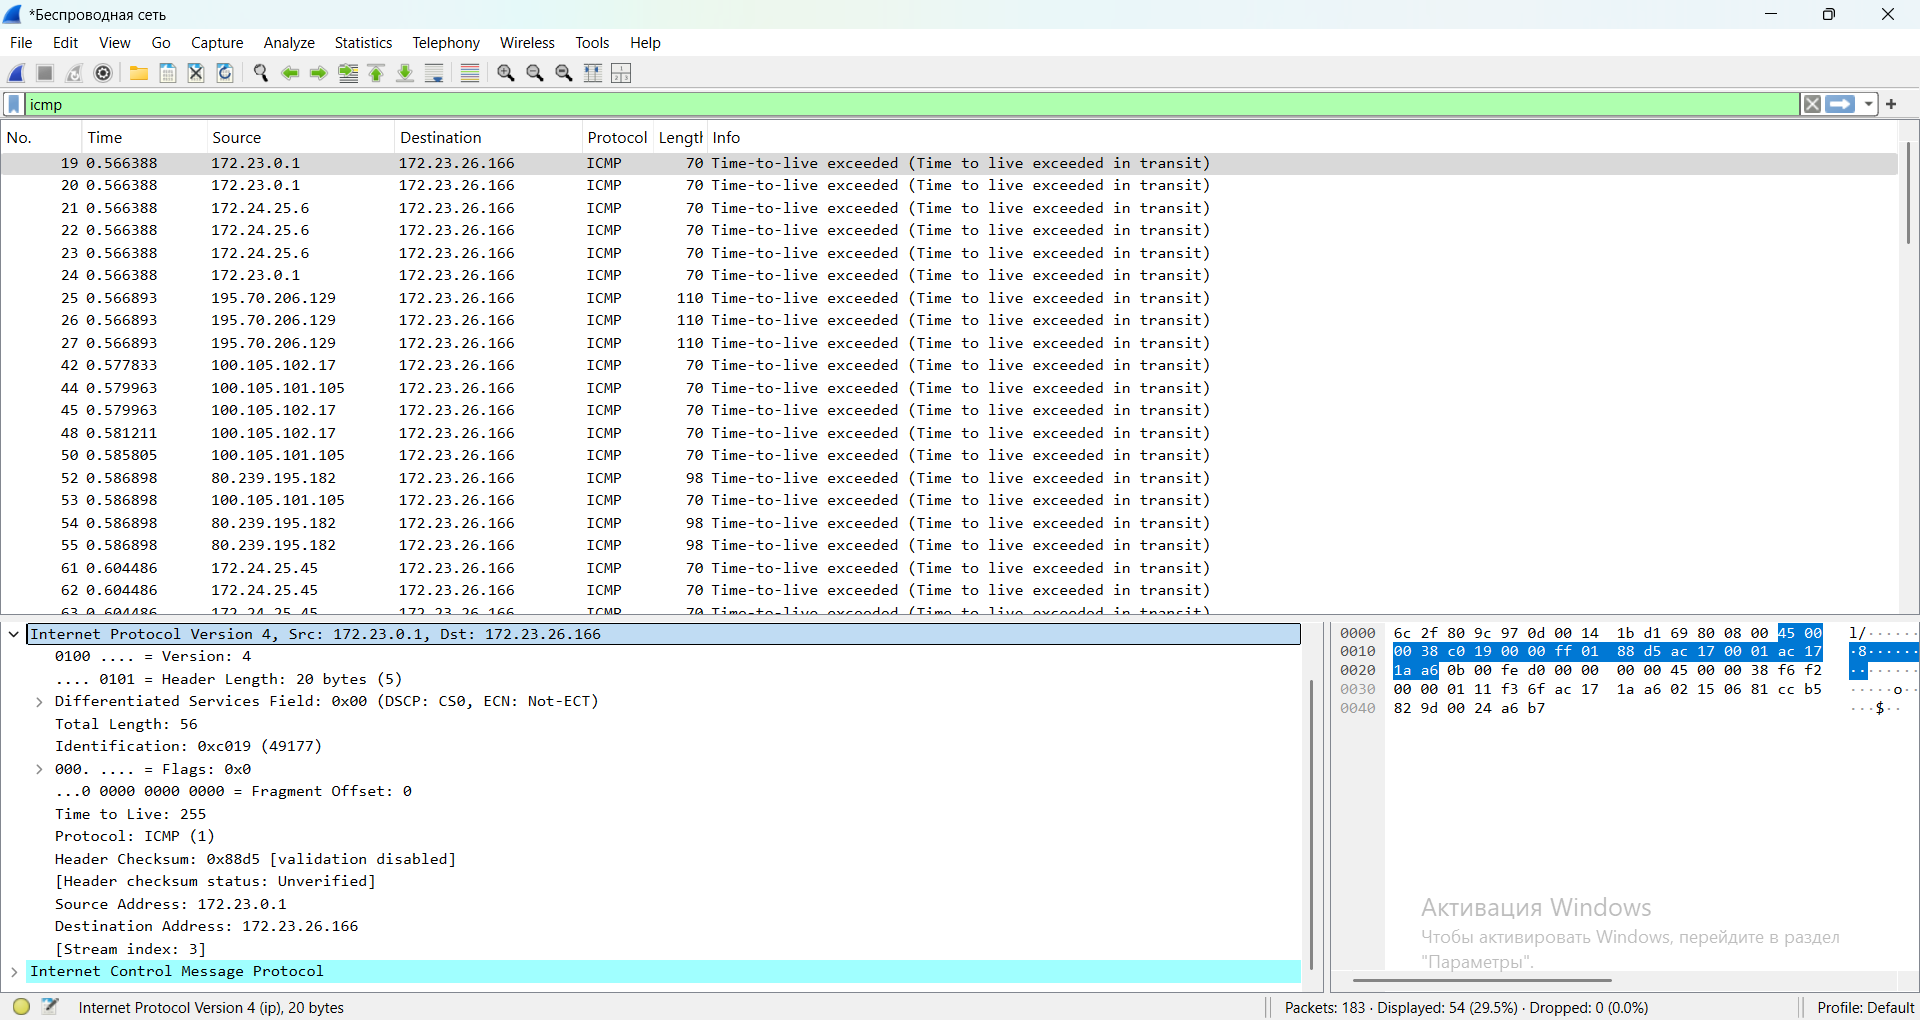 *Беспроводная сеть
File Edit View Go Capture Analyze Statistics Telephony Wireless Tools Help
icmp
No. Time Source Destination Protocol Length Info
19 0.566388 172.23.0.1 172.23.26.166 ICMP 70 Time-to-live exceeded (Time to live exceeded in transit)
20 0.566388 172.23.0.1 172.23.26.166 ICMP 70 Time-to-live exceeded (Time to live exceeded in transit)
21 0.566388 172.24.25.6 172.23.26.166 ICMP 70 Time-to-live exceeded (Time to live exceeded in transit)
22 0.566388 172.24.25.6 172.23.26.166 ICMP 70 Time-to-live exceeded (Time to live exceeded in transit)
23 0.566388 172.24.25.6 172.23.26.166 ICMP 70 Time-to-live exceeded (Time to live exceeded in transit)
24 0.566388 172.23.0.1 172.23.26.166 ICMP 70 Time-to-live exceeded (Time to live exceeded in transit)
25 0.566893 195.70.206.129 172.23.26.166 ICMP 110 Time-to-live exceeded (Time to live exceeded in transit)
26 0.566893 195.70.206.129 172.23.26.166 ICMP 110 Time-to-live exceeded (Time to live exceeded in transit)
27 0.566893 195.70.206.129 172.23.26.166 ICMP 110 Time-to-live exceeded (Time to live exceeded in transit)
42 0.577833 100.105.102.17 172.23.26.166 ICMP 70 Time-to-live exceeded (Time to live exceeded in transit)
44 0.579963 100.105.101.105 172.23.26.166 ICMP 70 Time-to-live exceeded (Time to live exceeded in transit)
45 0.579963 100.105.102.17 172.23.26.166 ICMP 70 Time-to-live exceeded (Time to live exceeded in transit)
48 0.581211 100.105.102.17 172.23.26.166 ICMP 70 Time-to-live exceeded (Time to live exceeded in transit)
50 0.585805 100.105.101.105 172.23.26.166 ICMP 70 Time-to-live exceeded (Time to live exceeded in transit)
52 0.586898 80.239.195.182 172.23.26.166 ICMP 98 Time-to-live exceeded (Time to live exceeded in transit)
53 0.586898 100.105.101.105 172.23.26.166 ICMP 70 Time-to-live exceeded (Time to live exceeded in transit)
54 0.586898 80.239.195.182 172.23.26.166 ICMP 98 Time-to-live exceeded (Time to live exceeded in transit)
55 0.586898 80.239.195.182 172.23.26.166 ICMP 98 Time-to-live exceeded (Time to live exceeded in transit)
61 0.604486 172.24.25.45 172.23.26.166 ICMP 70 Time-to-live exceeded (Time to live exceeded in transit)
62 0.604486 172.24.25.45 172.23.26.166 ICMP 70 Time-to-live exceeded (Time to live exceeded in transit)
63 0.604486 172.24.25.45 172.23.26.166 ICMP 70 Time-to-live exceeded (Time to live exceeded in transit)
Internet Protocol Version 4, Src: 172.23.0.1, Dst: 172.23.26.166
0100 .... = Version: 4
.... 0101 = Header Length: 20 bytes (5)
Differentiated Services Field: 0x00 (DSCP: CS0, ECN: Not-ECT)
Total Length: 56
Identification: 0xc019 (49177)
000. .... = Flags: 0x0
...0 0000 0000 0000 = Fragment Offset: 0
Time to Live: 255
Protocol: ICMP (1)
Header Checksum: 0x88d5 [validation disabled]
[Header checksum status: Unverified]
Source Address: 172.23.0.1
Destination Address: 172.23.26.166
[Stream index: 3]
Internet Control Message Protocol
0000 6c 2f 80 9c 97 0d 00 14 1b d1 69 80 08 00 45 00 l/······
0010 00 38 c0 19 00 00 ff 01 88 d5 ac 17 00 01 ac 17 ·8······
0020 1a a6 0b 00 fe d0 00 00 00 00 45 00 00 38 f6 f2 ········
0030 00 00 01 11 f3 6f ac 17 1a a6 02 15 06 81 cc b5 ·····o··
0040 82 9d 00 24 a6 b7 ···$··
Активация Windows
Чтобы активировать Windows, перейдите в раздел
"Параметры".
Internet Protocol Version 4 (ip), 20 bytes
Packets: 183 · Displayed: 54 (29.5%) · Dropped: 0 (0.0%)
Profile: Default